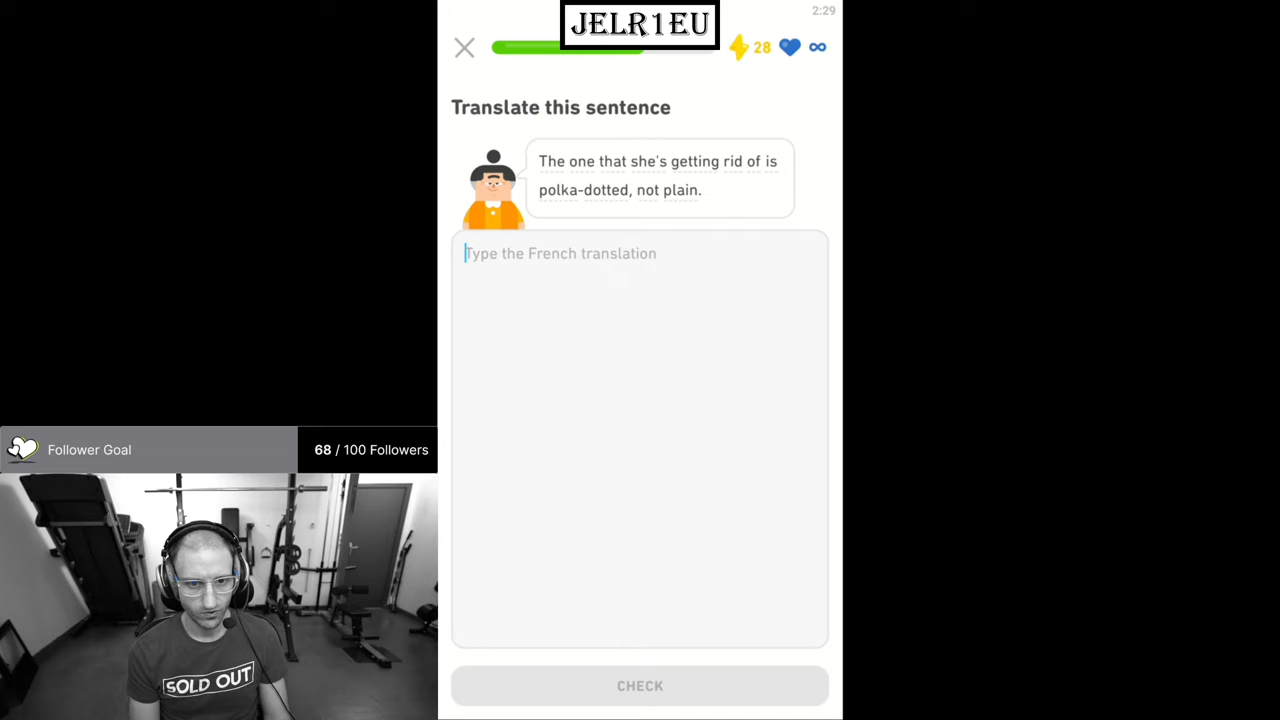 JELR1EU
2:29
28 ∞
Translate this sentence
The one that she's getting rid of is
polka-dotted, not plain.
Type the French translation
Follower Goal
68 / 100 Followers
SOLD OUT
CHECK